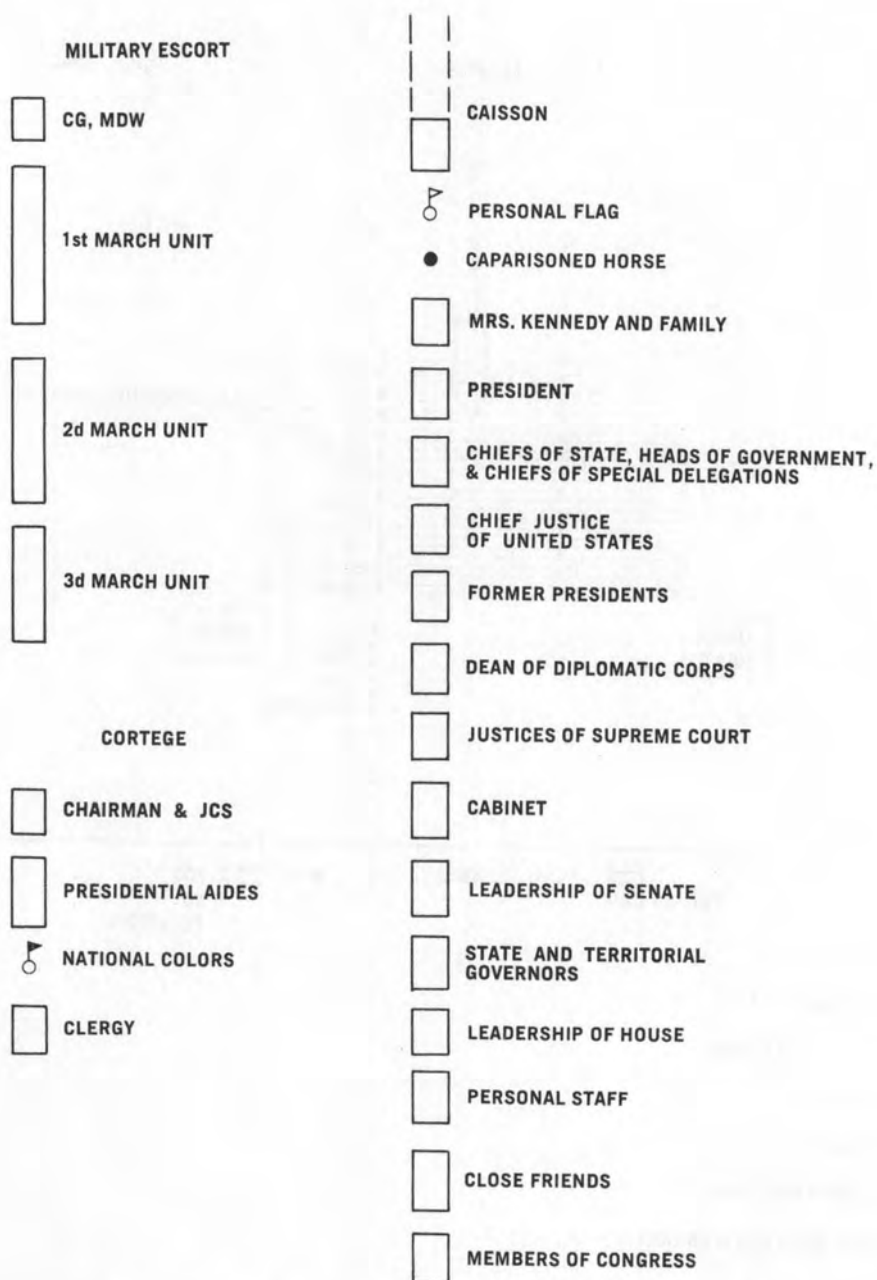 MILITARY ESCORT
CG, MDW
1st MARCH UNIT
2d MARCH UNIT
3d MARCH UNIT
CORTEGE
CHAIRMAN & JCS
PRESIDENTIAL AIDES
NATIONAL COLORS
CLERGY
CAISSON
PERSONAL FLAG
CAPARISONED HORSE
MRS. KENNEDY AND FAMILY
PRESIDENT
CHIEFS OF STATE, HEADS OF GOVERNMENT,
& CHIEFS OF SPECIAL DELEGATIONS
CHIEF JUSTICE
OF UNITED STATES
FORMER PRESIDENTS
DEAN OF DIPLOMATIC CORPS
JUSTICES OF SUPREME COURT
CABINET
LEADERSHIP OF SENATE
STATE AND TERRITORIAL
GOVERNORS
LEADERSHIP OF HOUSE
PERSONAL STAFF
CLOSE FRIENDS
MEMBERS OF CONGRESS